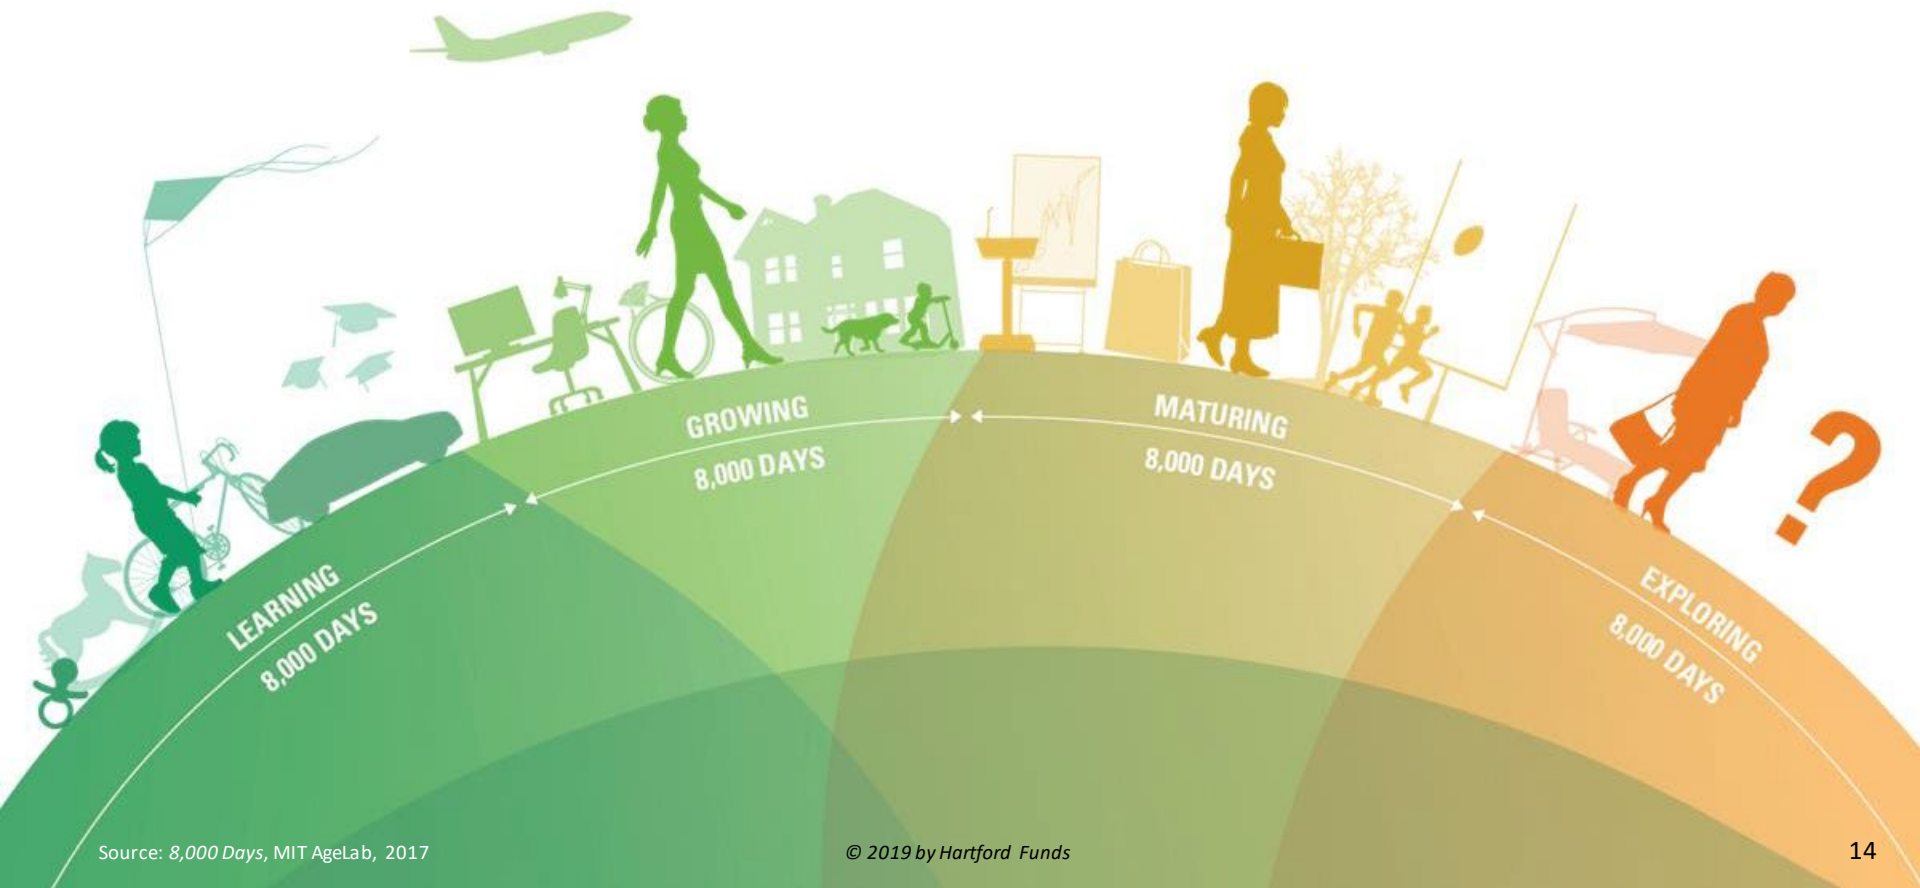 LEARNING
8,000 DAYS
GROWING
8,000 DAYS
MATURING
8,000 DAYS
EXPLORING
8,000 DAYS
?
Source: 8,000 Days, MIT AgeLab, 2017
© 2019 by Hartford Funds
14